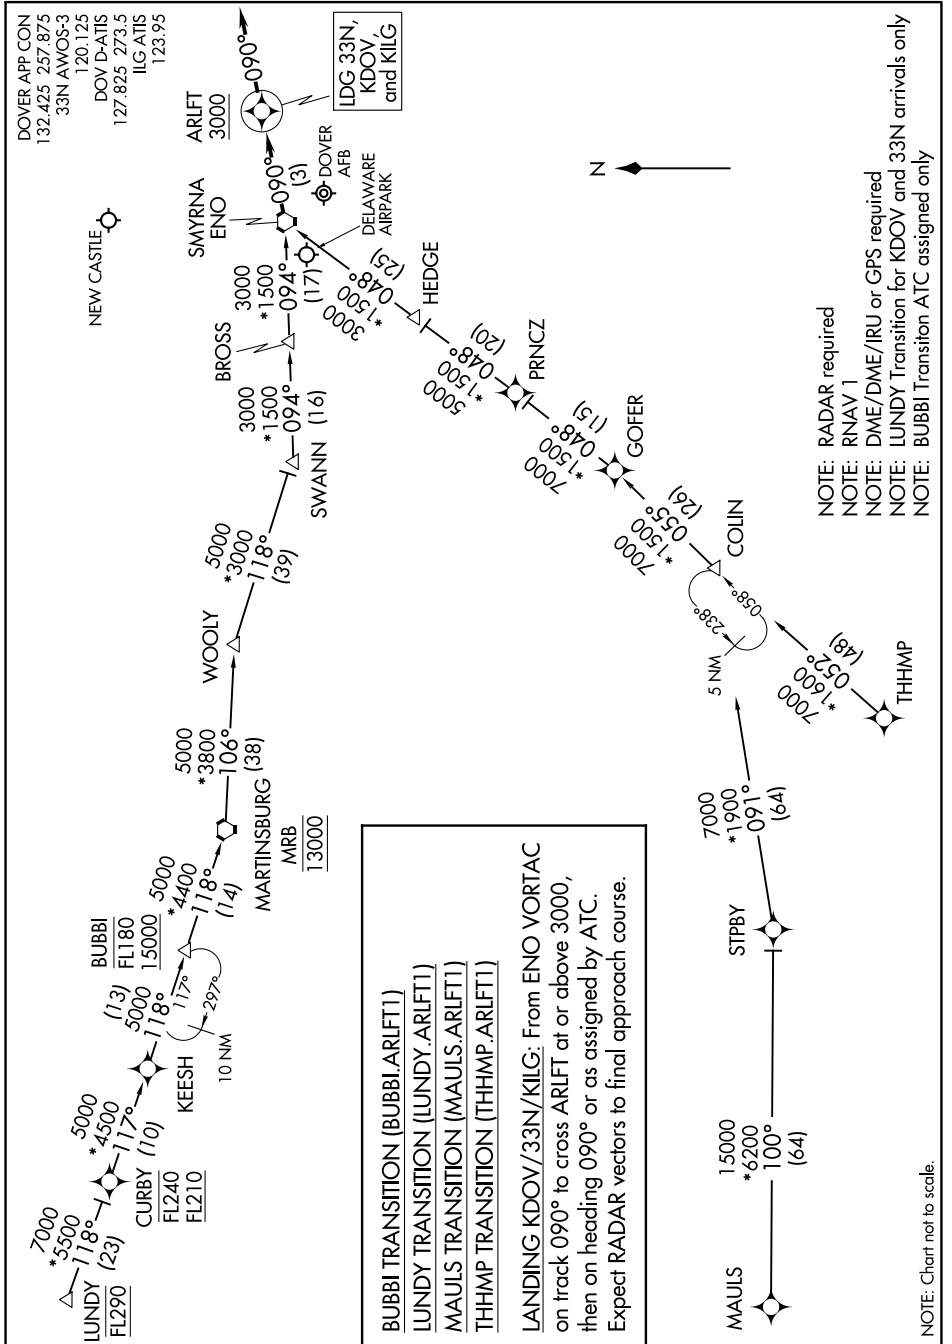 DOVER APP CON
132.425 257.875
33N AWOS-3
120.125
DOV D-ATIS
127.825 273.5
ILG ATIS
123.95
NEW CASTLE
ARLFT
3000
090°
LDG 33N,
KDOV,
and KILG
SMYRNA
ENO
090°
(3)
DOVER
AFB
DELAWARE
AIRPARK
BROSS
3000
*1500
094°
(17)
3000
*1500
094°
(16)
SWANN
5000
*3000
118°
(39)
WOOLY
5000
*3800
106°
(38)
MARTINSBURG
MRB
13000
5000
*4400
118°
(14)
BUBBI
FL180
15000
117°
297°
10 NM
(13)
5000
118°
KEESH
5000
*4500
117°
(10)
CURBY
FL240
FL210
7000
*5500
118°
(23)
LUNDY
FL290
3000
*1500
048°
(25)
HEDGE
5000
*1500
048°
(20)
PRNCZ
7000
*1500
048°
(15)
GOFER
7000
*1500
055°
(26)
COLIN
238°
058°
5 NM
7000
*1600
052°
(48)
THHMP
7000
*1900
091°
(64)
STPBY
15000
*6200
100°
(64)
MAULS
N
BUBBI TRANSITION (BUBBI.ARLFT1)
LUNDY TRANSITION (LUNDY.ARLFT1)
MAULS TRANSITION (MAULS.ARLFT1)
THHMP TRANSITION (THHMP.ARLFT1)
LANDING KDOV/33N/KILG: From ENO VORTAC
on track 090° to cross ARLFT at or above 3000,
then on heading 090° or as assigned by ATC.
Expect RADAR vectors to final approach course.
NOTE: RADAR required
NOTE: RNAV 1
NOTE: DME/DME/IRU or GPS required
NOTE: LUNDY Transition for KDOV and 33N arrivals only
NOTE: BUBBI Transiton ATC assigned only
NOTE: Chart not to scale.